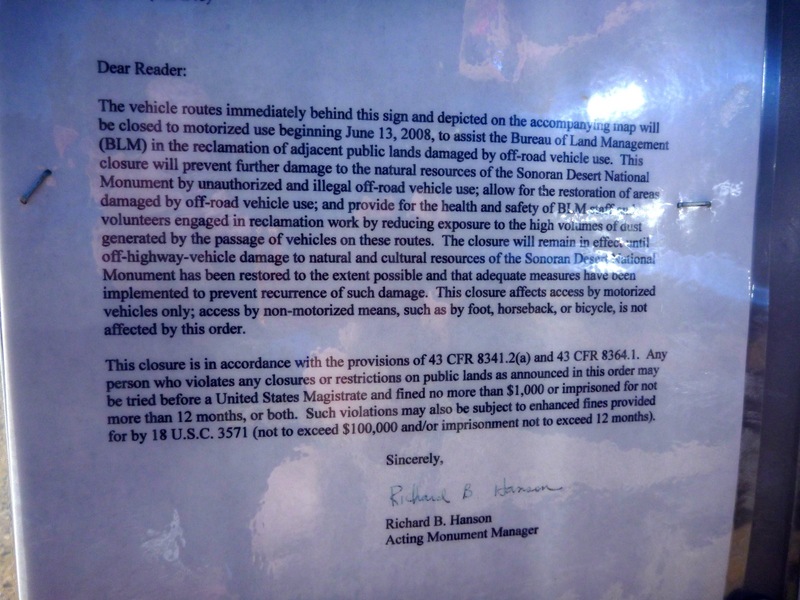 Dear Reader:
The vehicle routes immediately behind this sign and depicted on the accompanying map will
be closed to motorized use beginning June 13, 2008, to assist the Bureau of Land Management
(BLM) in the reclamation of adjacent public lands damaged by off-road vehicle use. This
closure will prevent further damage to the natural resources of the Sonoran Desert National
Monument by unauthorized and illegal off-road vehicle use; allow for the restoration of areas
damaged by off-road vehicle use; and provide for the health and safety of BLM staff and
volunteers engaged in reclamation work by reducing exposure to the high volumes of dust
generated by the passage of vehicles on these routes. The closure will remain in effect until
off-highway-vehicle damage to natural and cultural resources of the Sonoran Desert National
Monument has been restored to the extent possible and that adequate measures have been
implemented to prevent recurrence of such damage. This closure affects access by motorized
vehicles only; access by non-motorized means, such as by foot, horseback, or bicycle, is not
affected by this order.
This closure is in accordance with the provisions of 43 CFR 8341.2(a) and 43 CFR 8364.1. Any
person who violates any closures or restrictions on public lands as announced in this order may
be tried before a United States Magistrate and fined no more than $1,000 or imprisoned for not
more than 12 months, or both. Such violations may also be subject to enhanced fines provided
for by 18 U.S.C. 3571 (not to exceed $100,000 and/or imprisonment not to exceed 12 months).
Sincerely,
Richard B Hanson
Richard B. Hanson
Acting Monument Manager